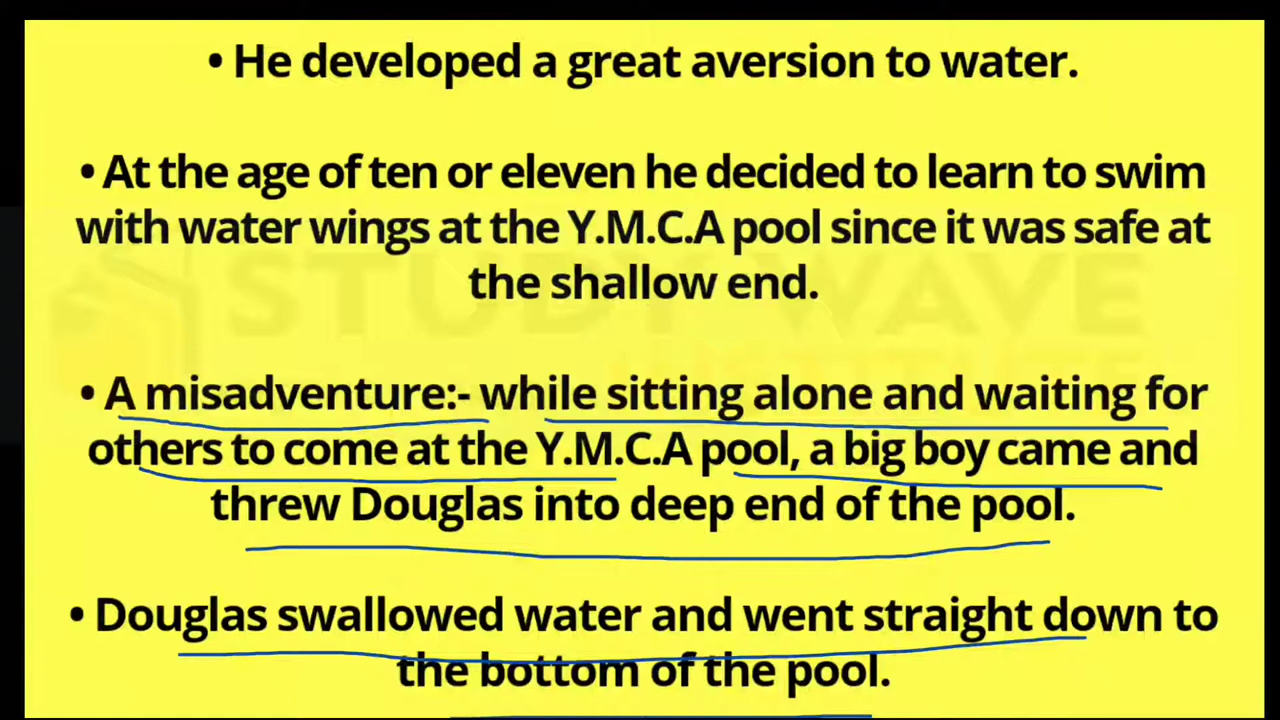 • He developed a great aversion to water.
• At the age of ten or eleven he decided to learn to swim
with water wings at the Y.M.C.A pool since it was safe at
the shallow end.
STUDY WAVE
INSTITUTE
• A misadventure:- while sitting alone and waiting for
others to come at the Y.M.C.A pool, a big boy came and
threw Douglas into deep end of the pool.
• Douglas swallowed water and went straight down to
the bottom of the pool.